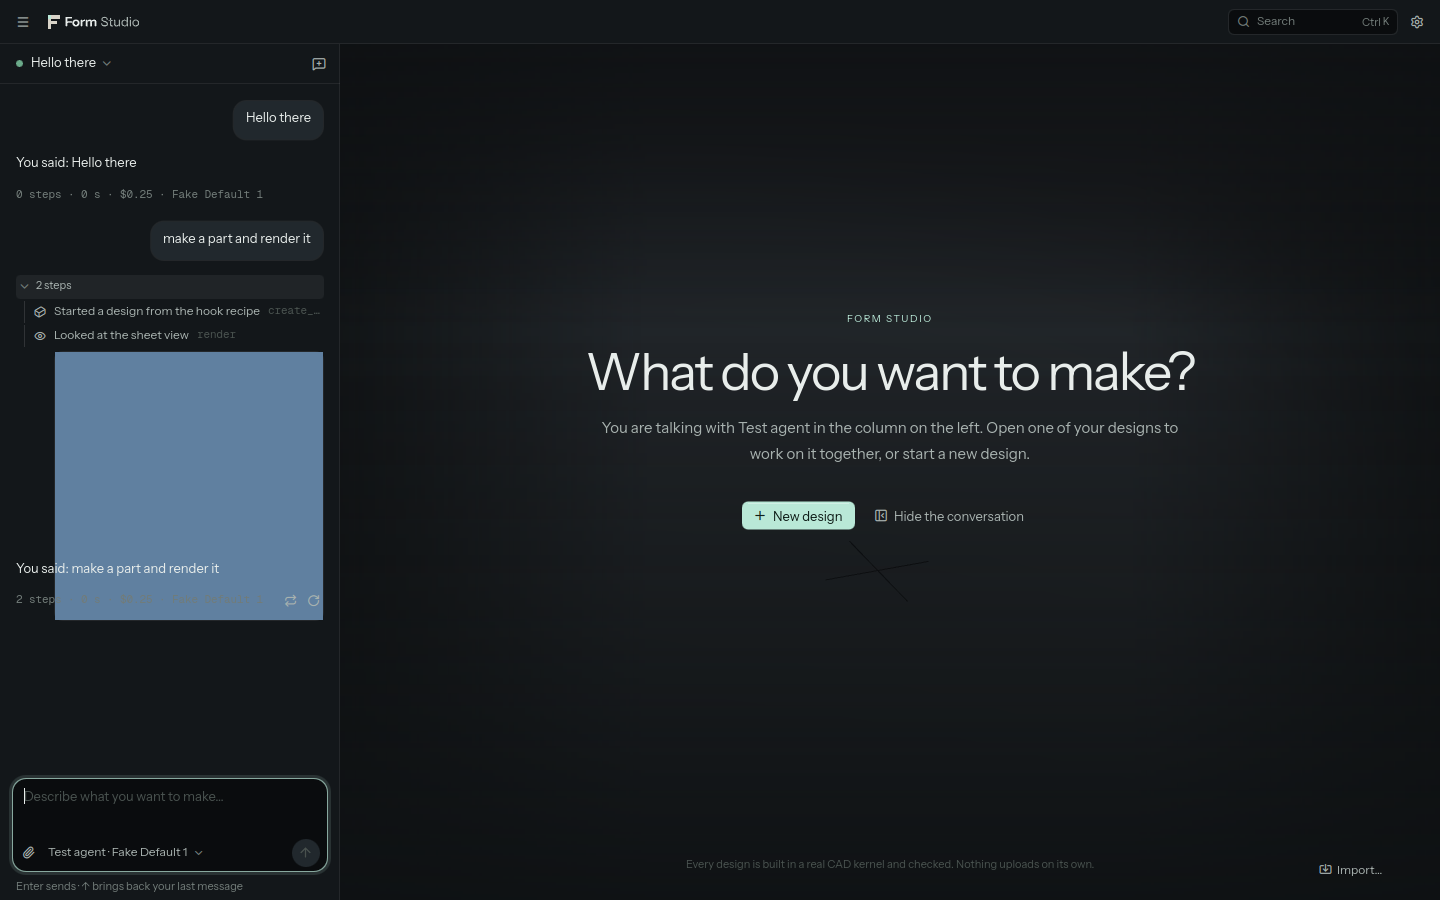 Form Studio
Search
Ctrl K
Hello there
Hello there
You said: Hello there
0 steps · 0 s · $0.25 · Fake Default 1
make a part and render it
2 steps
Started a design from the hook recipe create_…
Looked at the sheet view render
You said: make a part and render it
2 step
Describe what you want to make...
Test agent · Fake Default 1
Enter sends · ↑ brings back your last message
FORM STUDIO
What do you want to make?
You are talking with Test agent in the column on the left. Open one of your designs to
work on it together, or start a new design.
New design
Hide the conversation
Every design is built in a real CAD kernel and checked. Nothing uploads on its own.
Import...